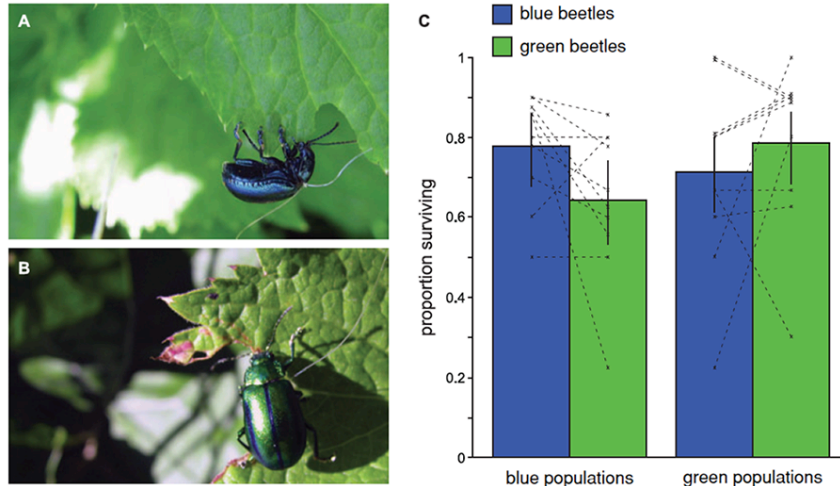 A
B
C
blue beetles
green beetles
1
0.8
0.6
0.4
0.2
0
proportion surviving
blue populations
green populations